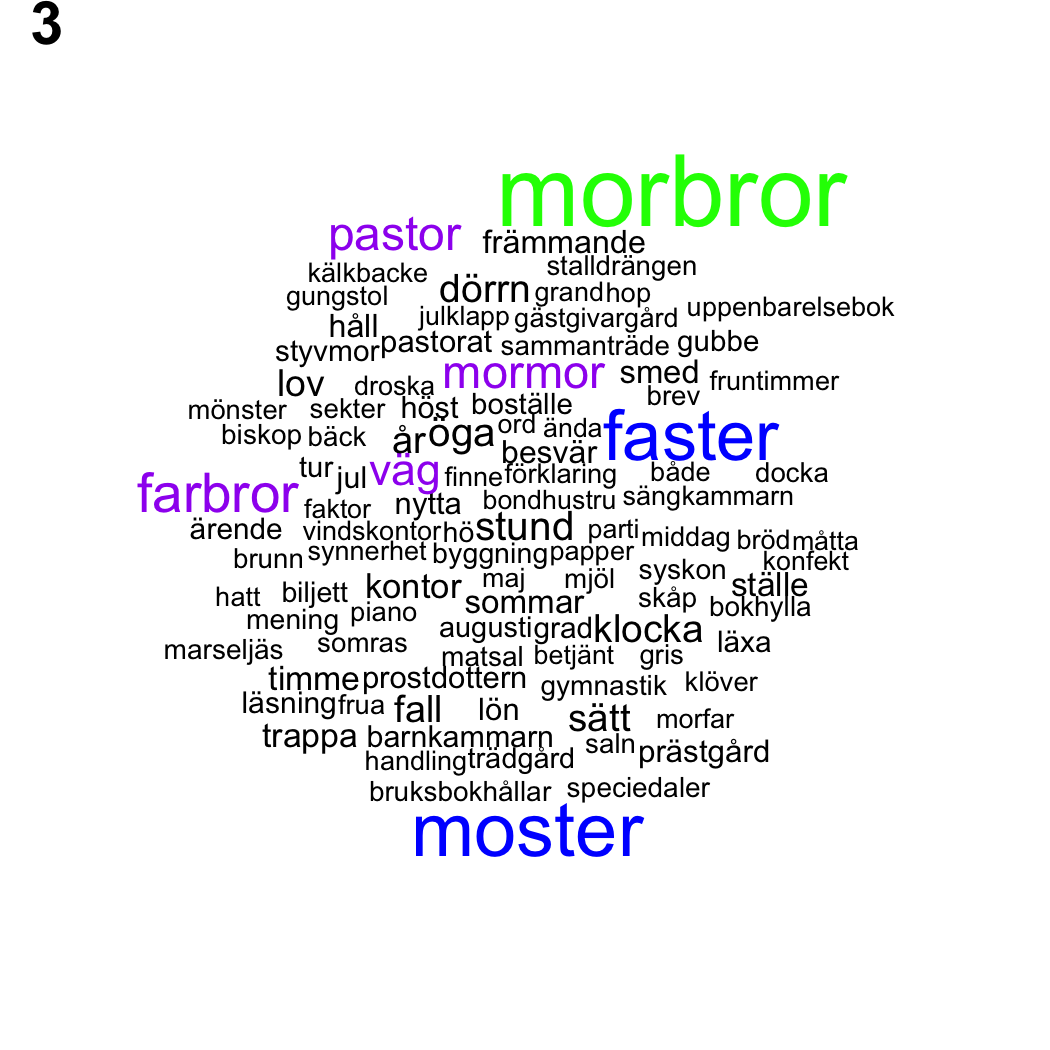 3
morbror
pastor främmande
kälkbacke stalldrängen
gungstol dörrn grand hop
håll julklapp gästgivargård uppenbarelsebok
styvmor pastorat sammanträde gubbe
lov droska mormor smed fruntimmer
mönster sekter höst boställe brev
biskop bäck år öga ord ända faster
tur jul väg finne besvär förklaring både docka
farbror faktor nytta bondhustru sängkammarn
ärende vindskontor hö stund parti middag bröd måtta
brunn synnerhet byggning papper konfekt
hatt biljett kontor maj mjöl syskon ställe
mening piano sommar skåp bokhylla
marseljäs somras augusti grad klocka läxa
matsal betjänt gris
timme prostdottern gymnastik klöver
läsning frua fall lön sätt morfar
trappa barnkammarn saln prästgård
handling trädgård
bruksbokhållar speciedaler
moster